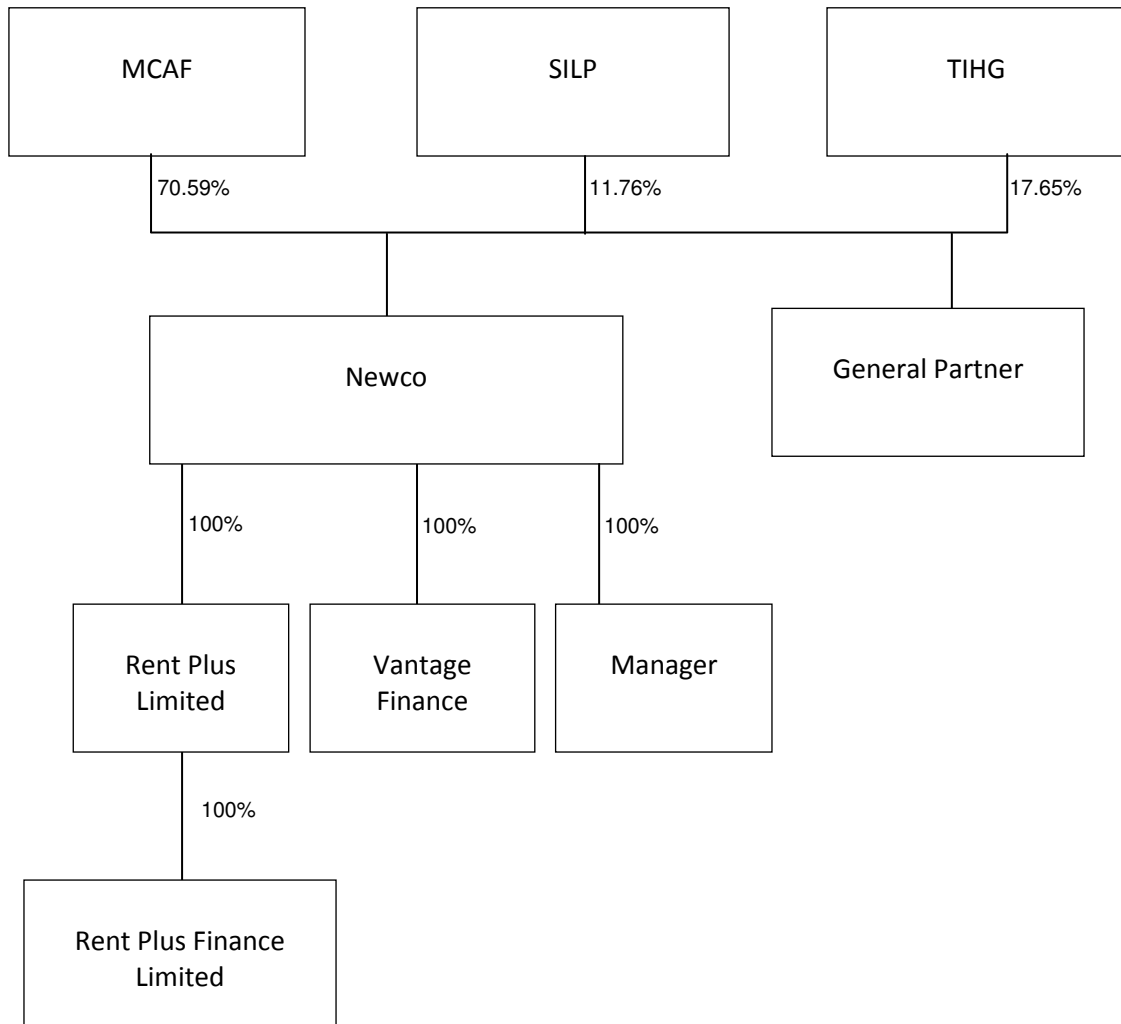 MCAF
SILP
TIHG
70.59%
11.76%
17.65%
Newco
General Partner
100%
100%
100%
Rent Plus
Limited
Vantage
Finance
Manager
100%
Rent Plus Finance
Limited